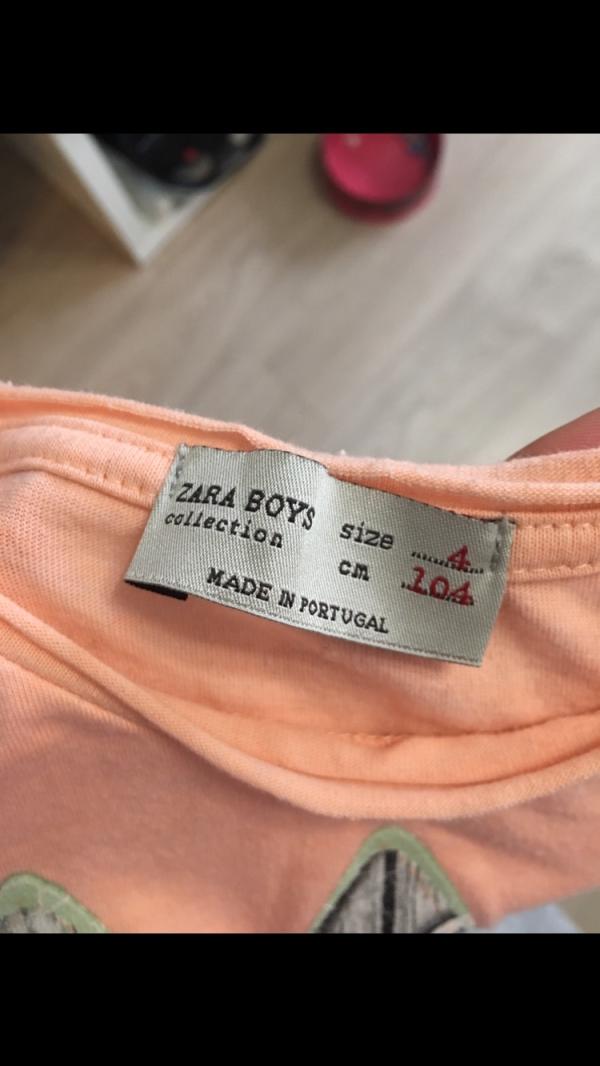 ZARA BOYS
collection
size ........4....
cm ..104....
MADE IN PORTUGAL